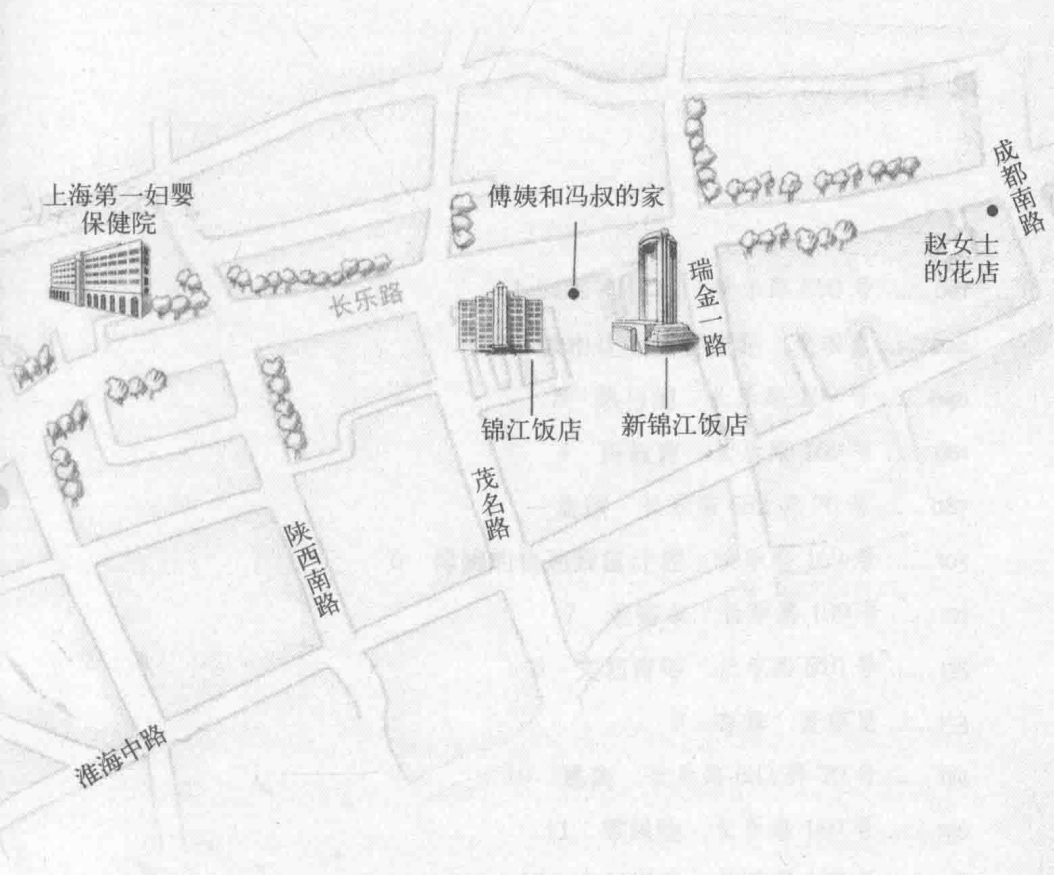 上海第一妇婴
保健院
傅姨和冯叔的家
成都南路
赵女士
的花店
长乐路
瑞金一路
锦江饭店
新锦江饭店
茂名路
陕西南路
淮海中路